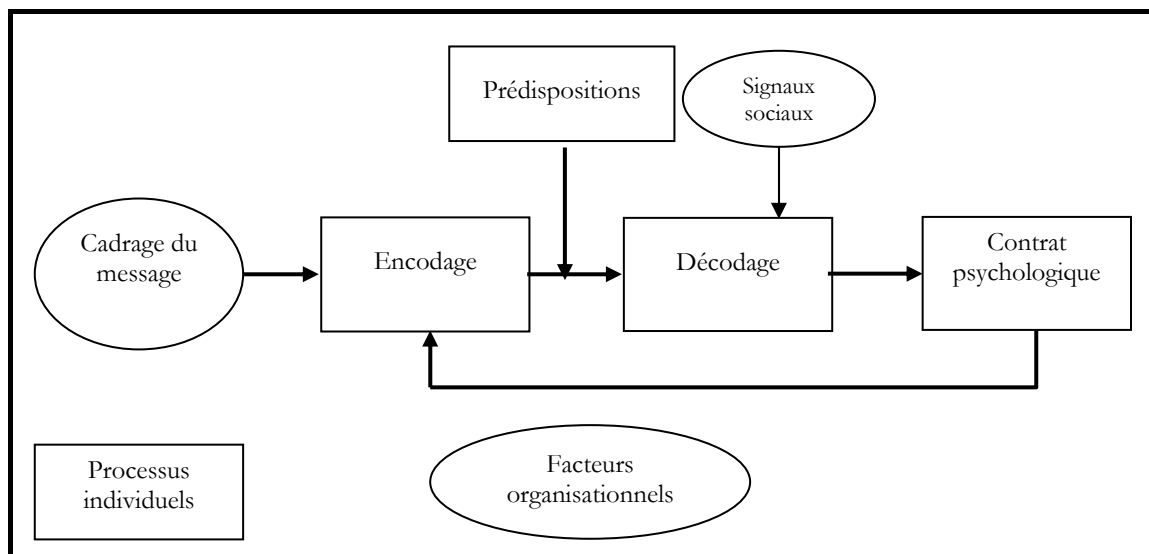 Prédispositions
Signaux
sociaux
Cadrage du
message
Encodage
Décodage
Contrat
psychologique
Processus
individuels
Facteurs
organisationnels